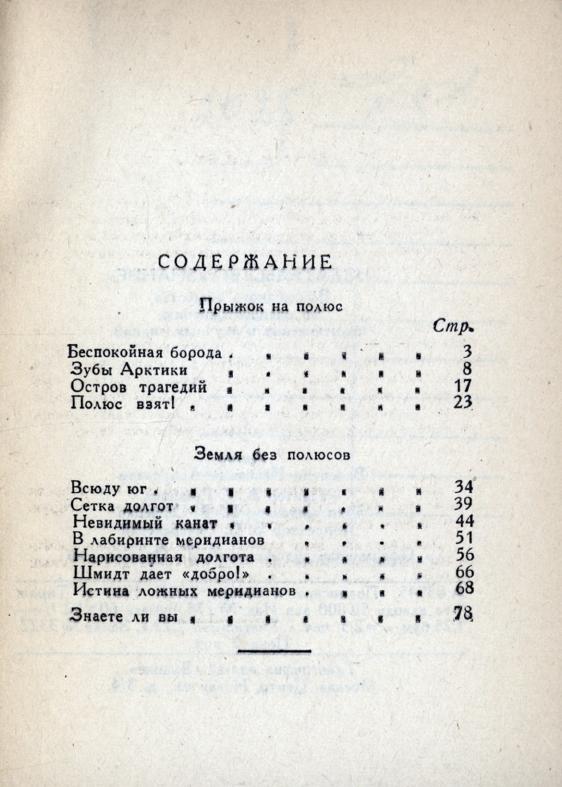 СОДЕРЖАНИЕ
Прыжок на полюс
Стр.
Беспокойная борода . . . . . . 3
Зубы Арктики . . . . . . 8
Остров трагедий . . . . . . 17
Полюс взят! . . . . . . . 23
Земля без полюсов
Всюду юг . . . . . . . . 34
Сетка долгот . . . . . . . 39
Невидимый канат . . . . . . 44
В лабиринте меридианов . . . . 51
Нарисованная долгота . . . . . 56
Шмидт дает «добро!» . . . . . 66
Истина ложных меридианов . . . . 68
Знаете ли вы . . . . . . . 78